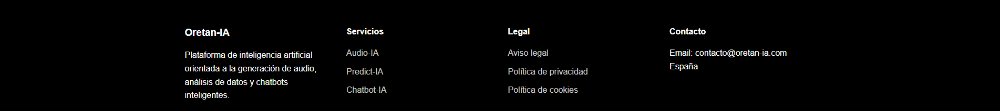 Oretan-IA
Plataforma de inteligencia artificial
orientada a la generación de audio,
análisis de datos y chatbots
inteligentes.
Servicios
Audio-IA
Predict-IA
Chatbot-IA
Legal
Aviso legal
Política de privacidad
Política de cookies
Contacto
Email: contacto@oretan-ia.com
España